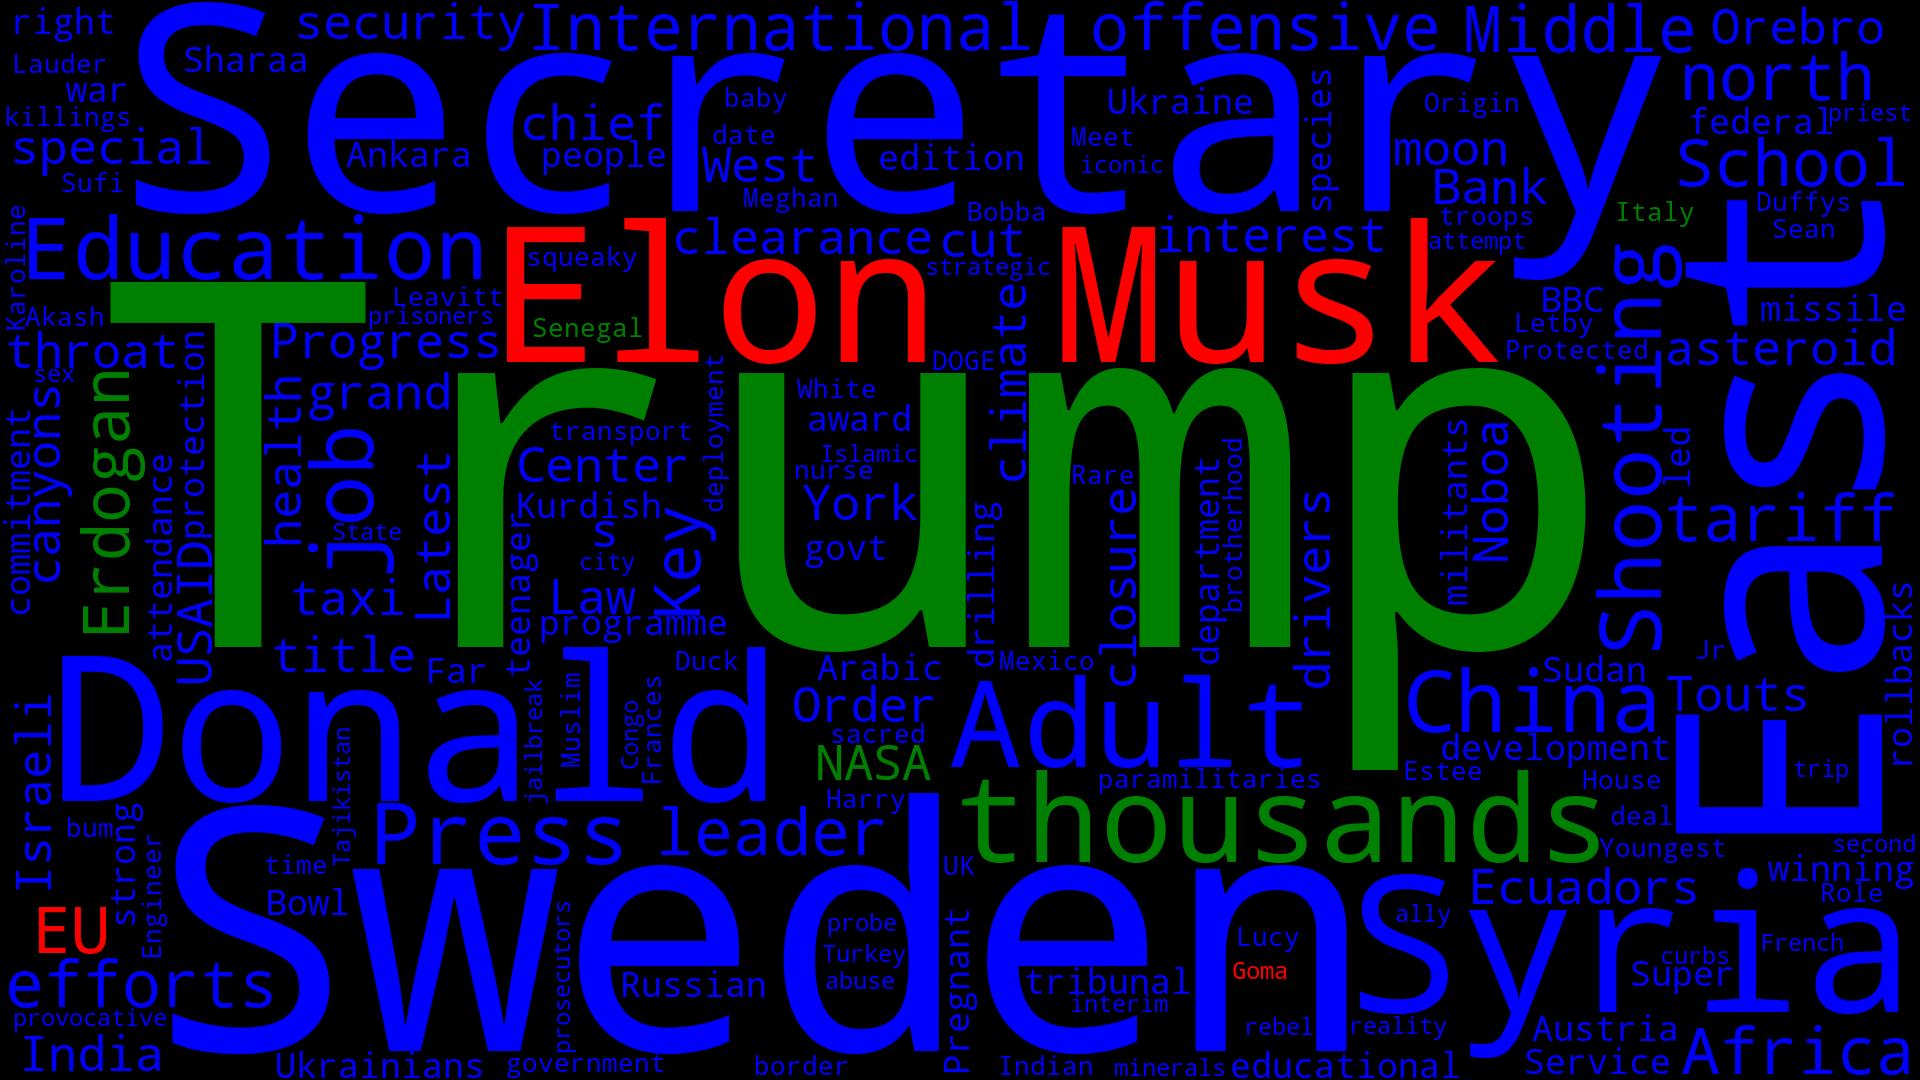 right
security
International
offensive
Middle
Orebro
Lauder
Sharaa
Secretary
north
war
baby
Ukraine
species
Origin
killings
chief
date
Meet
federal
priest
special
Ankara
people
West
edition
iconic
moon
School
Sufi
Meghan
Bobba
Bank
troops
Italy
Duffys
Sean
Karoline
Education
squeaky
Elon Musk
clearance
cut
strategic
interest
attempt
Akash
Leavitt
prisoners
Senegal
climate
BBC
Letby
Protected
Shooting
missile
throat
Progress
DOGE
asteroid
East
sex
Erdogan
protection
health
grand
Trump
White
award
deployment
commitment
canyons
job
transport
Center
Islamic
nurse
Rare
militants
Noboa
led
attendance
USAID
State
Latest
Kurdish
s
York
Key
city
govt
tariff
taxi
teenager
Law
programme
drilling
closure
department
brotherhood
drivers
title
Far
Duck
Arabic
Mexico
Sudan
Jr
rollbacks
Donald
jailbreak
Muslim
Congo
Frances
Order
sacred
Adult
China
Touts
Israeli
Tajikistan
NASA
paramilitaries
development
Estee
House
trip
bum
strong
Engineer
Press
leader
Harry
thousands
deal
Youngest
second
time
Bowl
UK
Ecuadors
winning
Role
EU
Swedens
probe
Turkey
abuse
Lucy
Goma
ally
Syria
French
curbs
Super
efforts
prosecutors
Russian
Pregnant
tribunal
interim
provocative
rebel
reality
Austria
India
Ukrainians
government
border
Indian
minerals
educational
Service
Africa